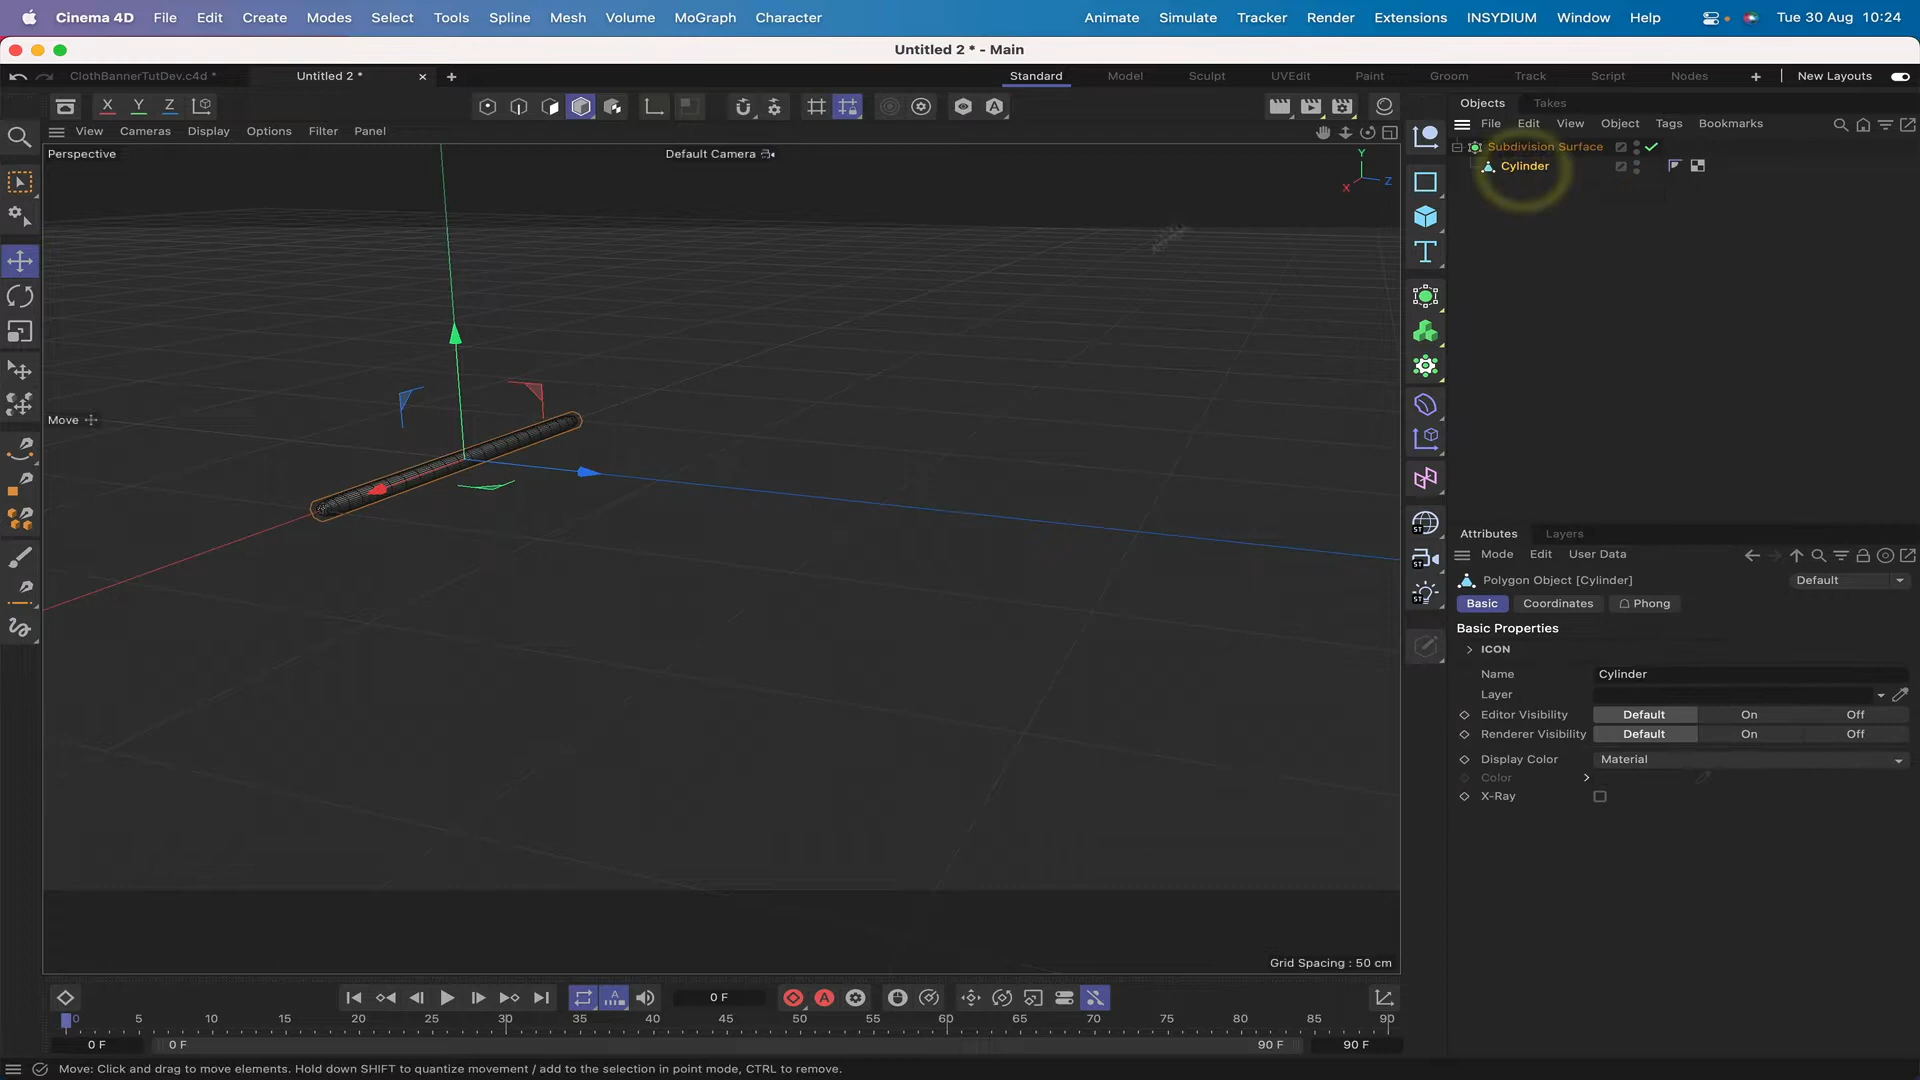 Cinema 4D File Edit Create Modes Select Tools Spline Mesh Volume MoGraph Character Animate Simulate Tracker Render Extensions INSYDIUM Window Help Tue 30 Aug 10:24
Untitled 2 * - Main
ClothBannerTutDev.c4d * Untitled 2 * Standard Model Sculpt UVEdit Paint Groom Track Script Nodes New Layouts
X Y Z
Objects Takes
View Cameras Display Options Filter Panel
File Edit View Object Tags Bookmarks
Perspective
Default Camera
Y
X
Z
Subdivision Surface
Cylinder
Move
ST
ST
ST
Attributes Layers
Mode Edit User Data
Polygon Object [Cylinder]
Default
Basic Coordinates Phong
Basic Properties
ICON
Name Cylinder
Layer
Editor Visibility Default On Off
Renderer Visibility Default On Off
Display Color Material
Color
X-Ray
Grid Spacing : 50 cm
0 F
0 5 10 15 20 25 30 35 40 45 50 55 60 65 70 75 80 85 90
0 F 0 F 90 F 90 F
Move: Click and drag to move elements. Hold down SHIFT to quantize movement / add to the selection in point mode, CTRL to remove.